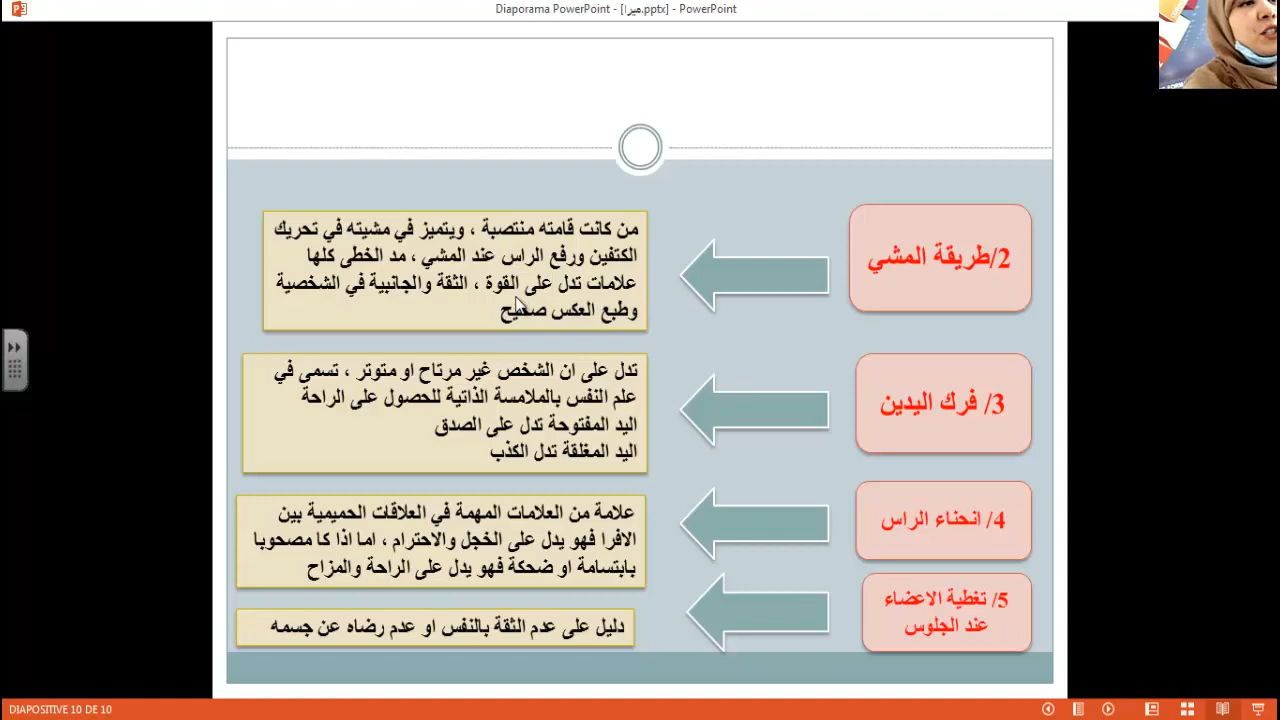 Diaporama PowerPoint - [ميرا.pptx] - PowerPoint
2/طريقة المشي
من كانت قامته منتصبة ، ويتميز في مشيته في تحريك
الكتفين ورفع الراس عند المشي ، مد الخطى كلها
علامات تدل على القوة ، الثقة والجانبية في الشخصية
وطبع العكس صحيح
3/ فرك اليدين
تدل على ان الشخص غير مرتاح او متوتر ، تسمى في
علم النفس بالملامسة الذاتية للحصول على الراحة
اليد المفتوحة تدل على الصدق
اليد المغلقة تدل الكذب
4/ انحناء الراس
علامة من العلامات المهمة في العلاقات الحميمية بين
الافرا فهو يدل على الخجل والاحترام ، اما اذا كا مصحوبا
بابتسامة او ضحكة فهو يدل على الراحة والمزاح
5/ تغطية الاعضاء
عند الجلوس
دليل على عدم الثقة بالنفس او عدم رضاه عن جسمه
DIAPOSITIVE 10 DE 10